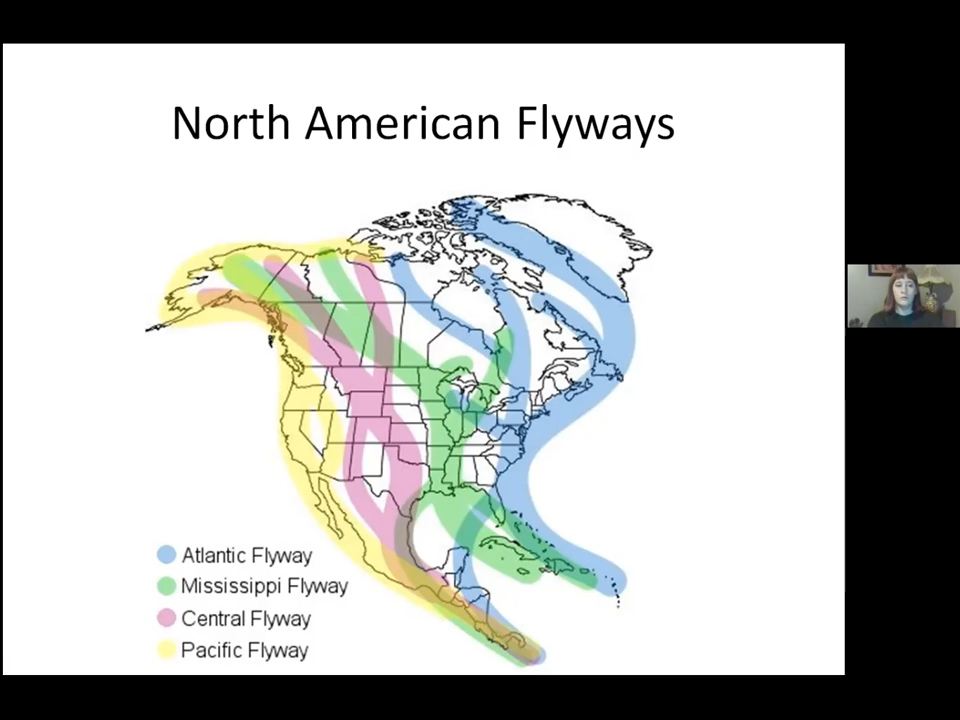 North American Flyways
Atlantic Flyway
Mississippi Flyway
Central Flyway
Pacific Flyway